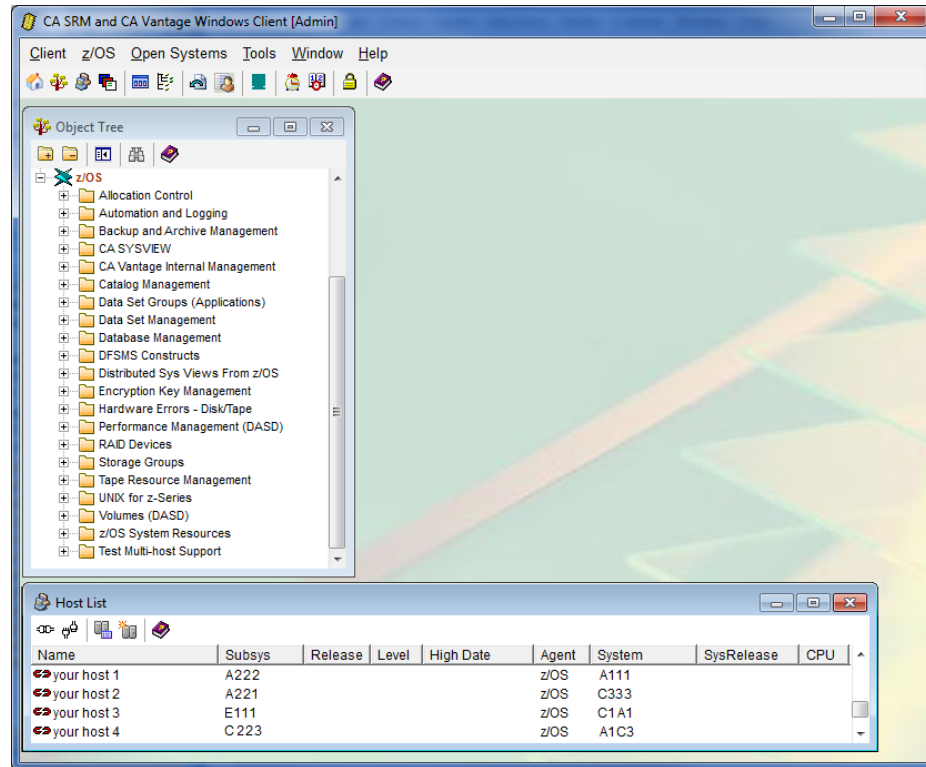 CA SRM and CA Vantage Windows Client [Admin]
Client z/OS Open Systems Tools Window Help
Object Tree
z/OS
Allocation Control
Automation and Logging
Backup and Archive Management
CA SYSVIEW
CA Vantage Internal Management
Catalog Management
Data Set Groups (Applications)
Data Set Management
Database Management
DFSMS Constructs
Distributed Sys Views From z/OS
Encryption Key Management
Hardware Errors - Disk/Tape
Performance Management (DASD)
RAID Devices
Storage Groups
Tape Resource Management
UNIX for z-Series
Volumes (DASD)
z/OS System Resources
Test Multi-host Support
Host List
Name Subsys Release Level High Date Agent System SysRelease CPU
your host 1 A222 z/OS A111
your host 2 A221 z/OS C333
your host 3 E111 z/OS C1A1
your host 4 C223 z/OS A1C3